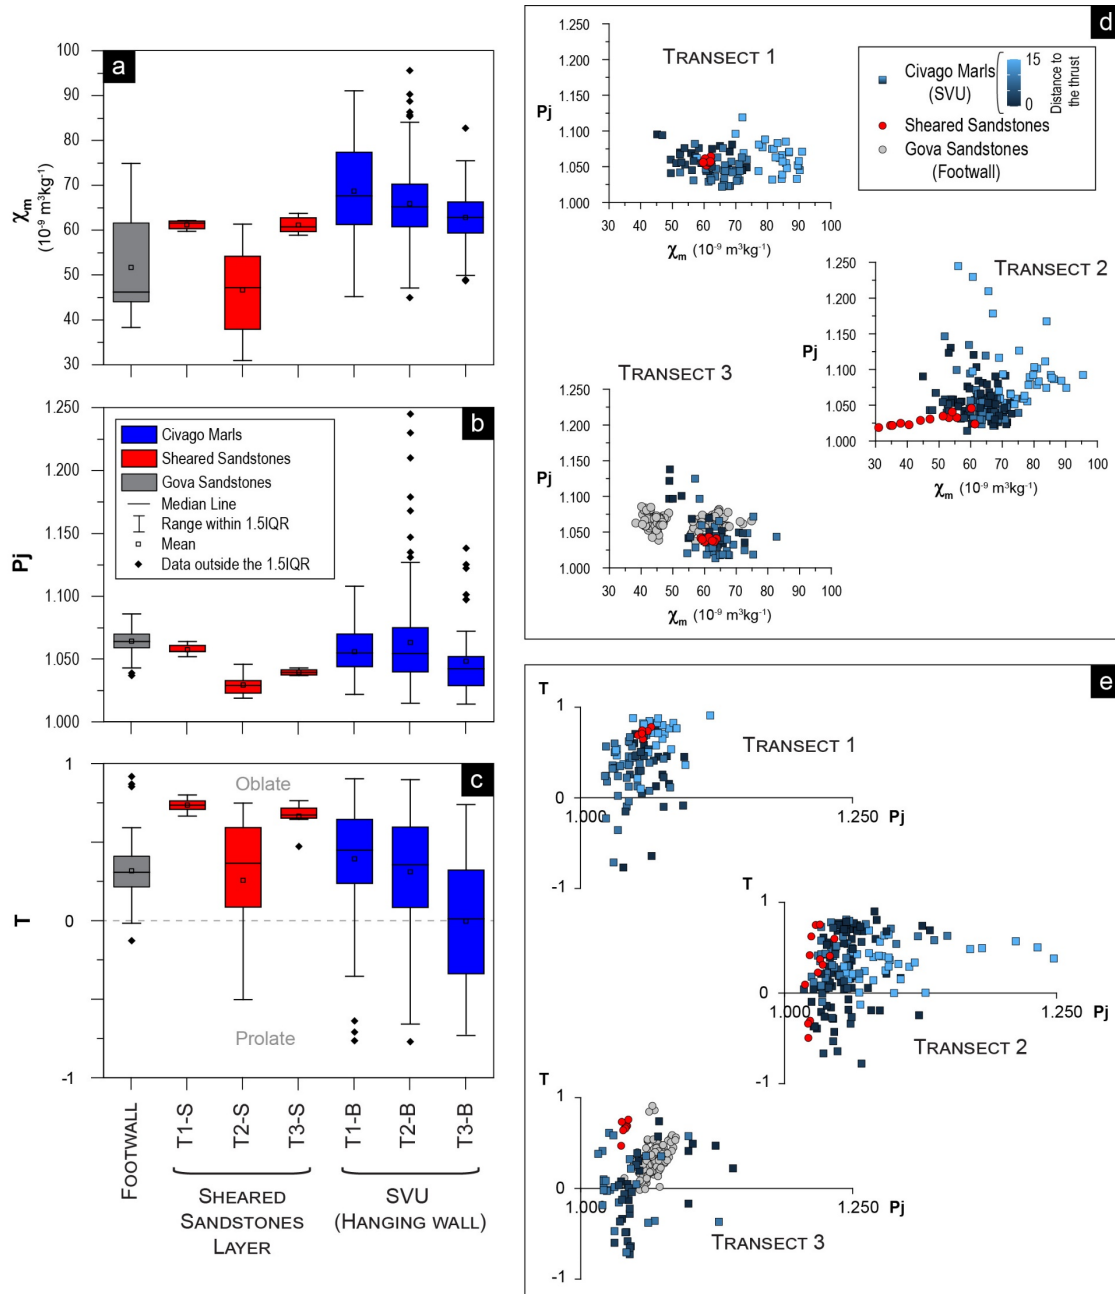 a
100
90
80
70
60
50
40
30
χm
(10⁻⁹ m³kg⁻¹)
b
1.250
1.200
1.150
1.100
1.050
1.000
Pj
Civago Marls
Sheared Sandstones
Gova Sandstones
Median Line
Range within 1.5IQR
Mean
Data outside the 1.5IQR
c
1
0
-1
T
Oblate
Prolate
FOOTWALL
T1-S
T2-S
T3-S
T1-B
T2-B
T3-B
SHEARED
SANDSTONES
LAYER
SVU
(HANGING WALL)
d
TRANSECT 1
1.250
1.200
1.150
1.100
1.050
1.000
Pj
30 40 50 60 70 80 90 100
χm (10⁻⁹ m³kg⁻¹)
Civago Marls
(SVU)
15
0
Distance to
the thrust
Sheared Sandstones
Gova Sandstones
(Footwall)
TRANSECT 2
1.250
1.200
1.150
1.100
1.050
1.000
Pj
30 40 50 60 70 80 90 100
χm (10⁻⁹ m³kg⁻¹)
TRANSECT 3
1.250
1.200
1.150
1.100
1.050
1.000
Pj
30 40 50 60 70 80 90 100
χm (10⁻⁹ m³kg⁻¹)
e
T
1
0
-1
1.000
1.250
Pj
TRANSECT 1
T
1
0
-1
1.000
1.250
Pj
TRANSECT 2
T
1
0
-1
1.000
1.250
Pj
TRANSECT 3